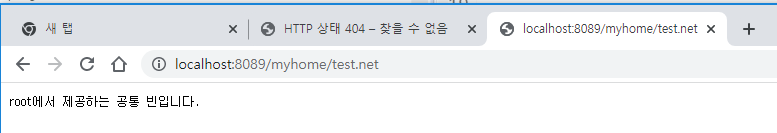 새 탭
HTTP 상태 404 – 찾을 수 없음
localhost:8089/myhome/test.net
localhost:8089/myhome/test.net
root에서 제공하는 공통 빈입니다.